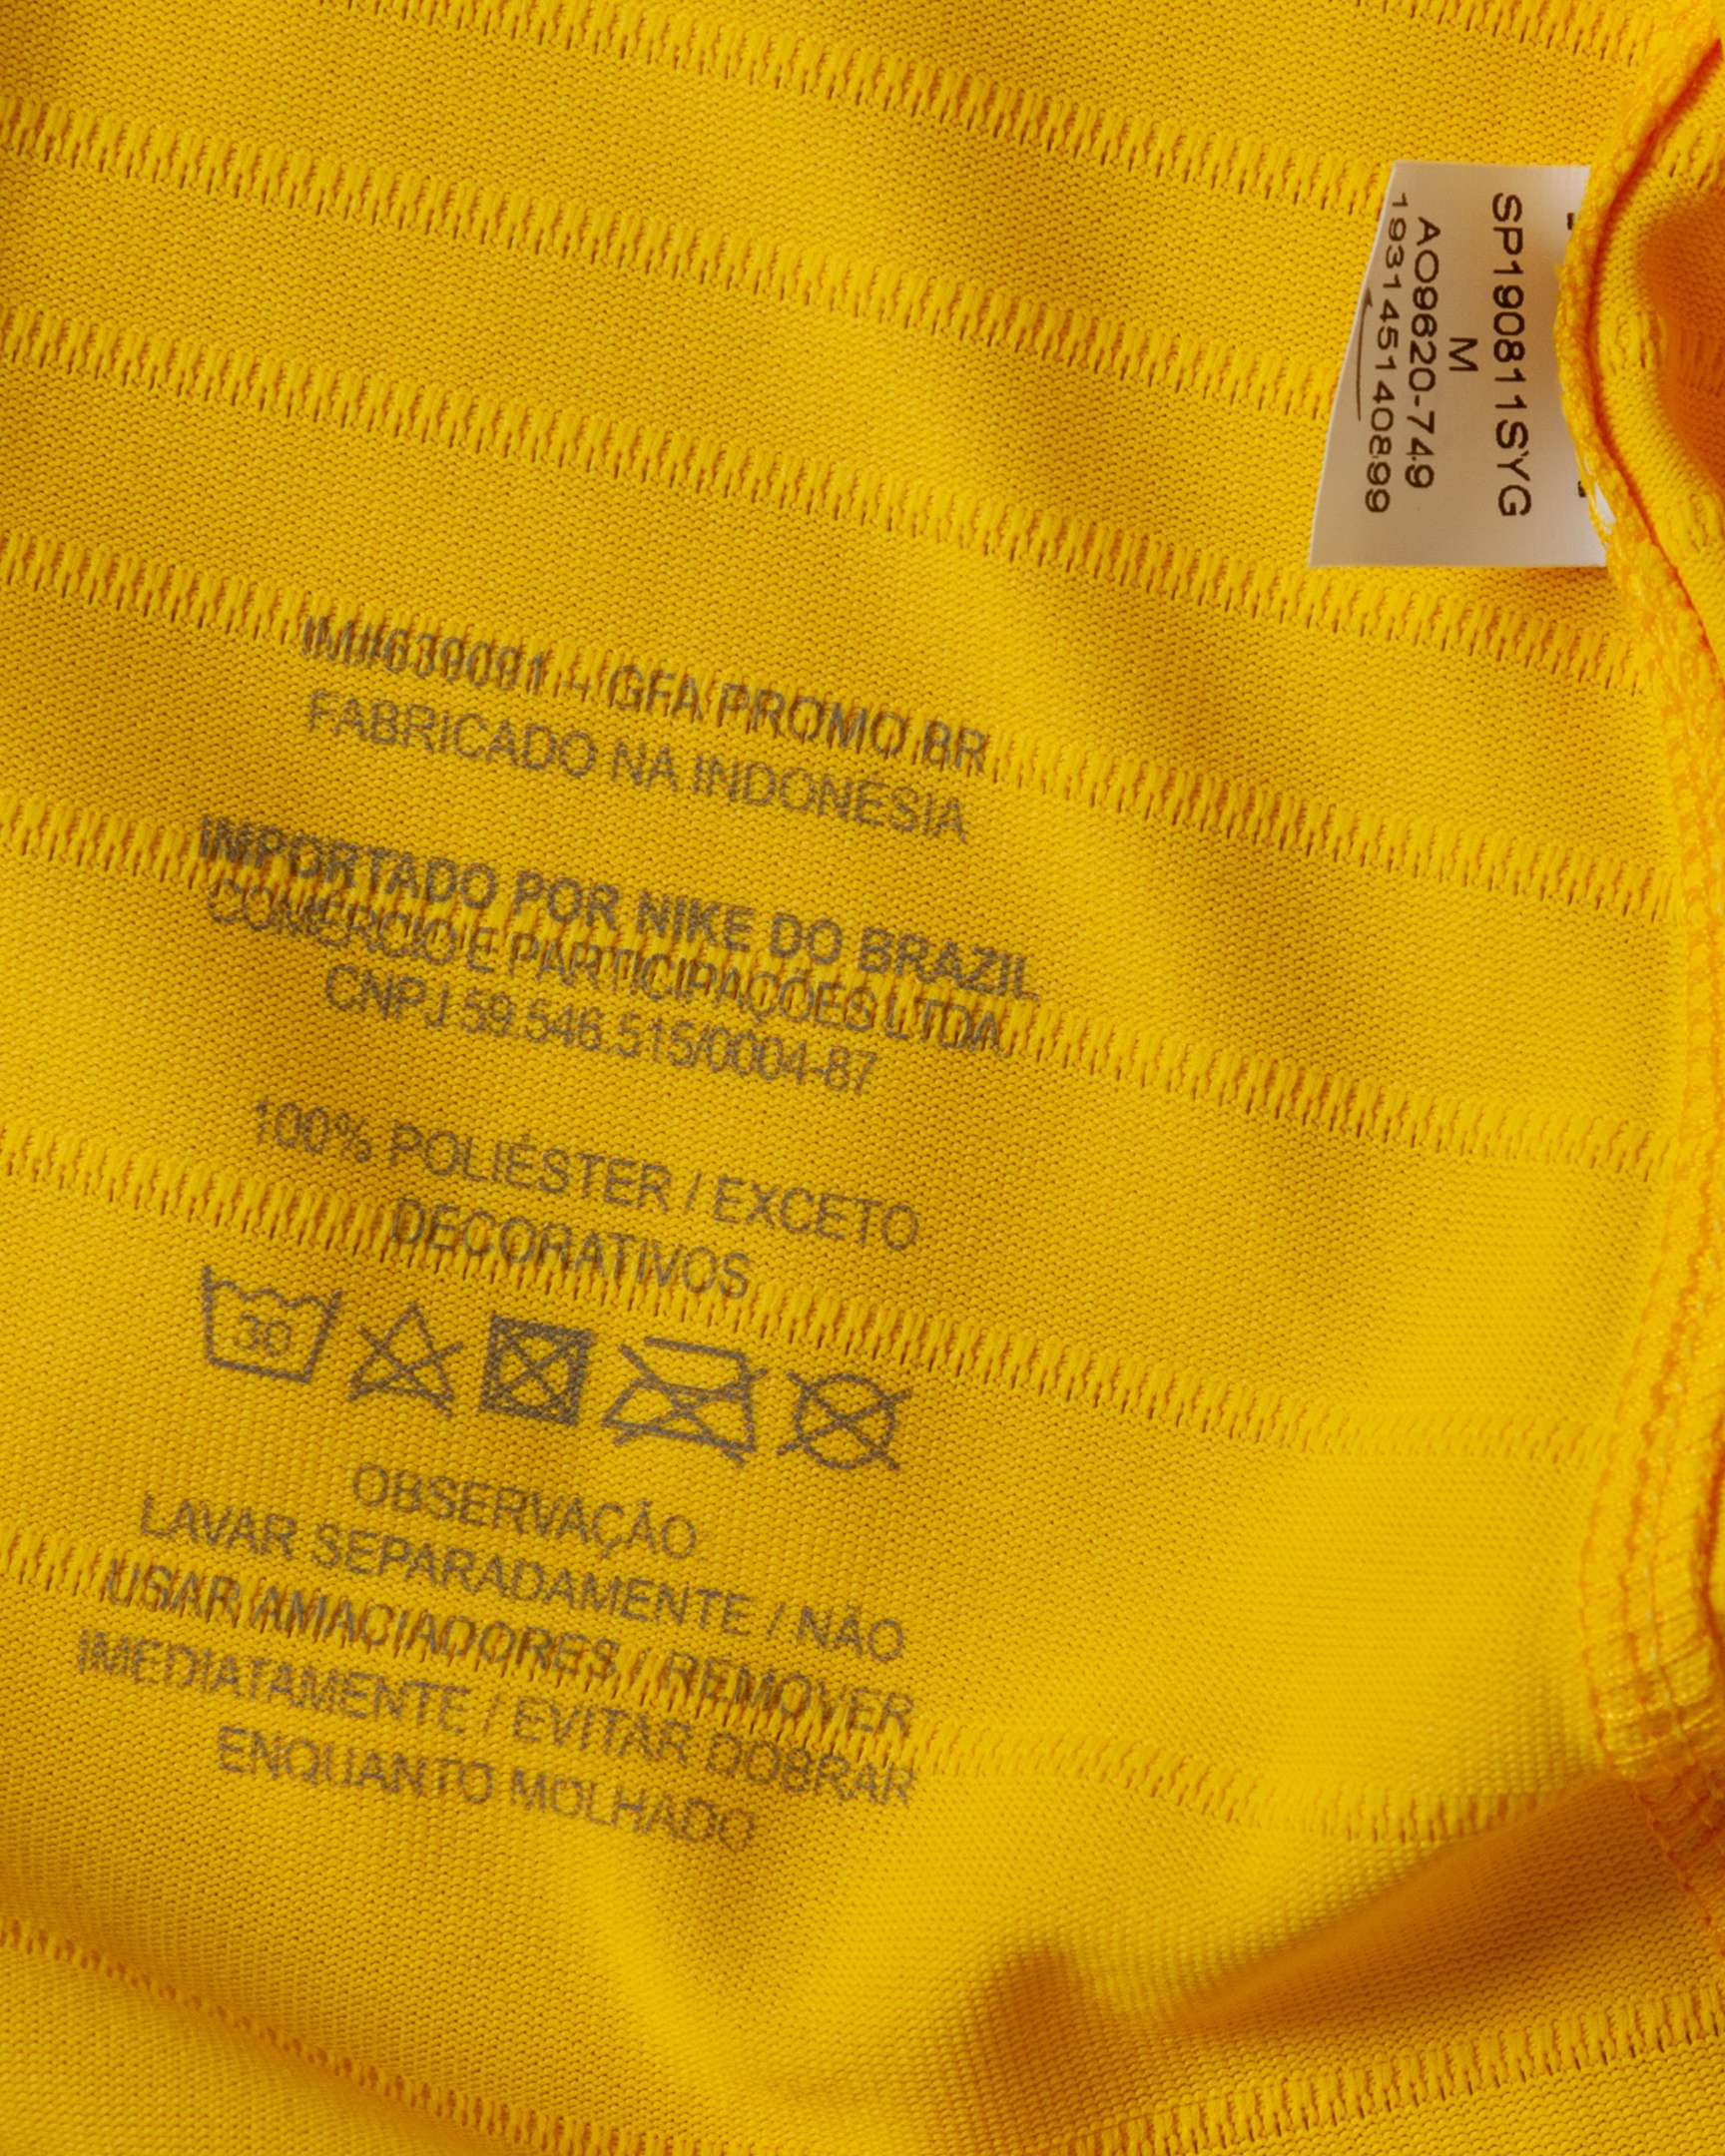 SP190811SYG
M
AO9620-749
193145140899
GFA PROMO BR
FABRICADO NA INDONÉSIA
IMPORTADO POR NIKE DO BRAZIL
COMERCIO E PARTICIPAÇÕES LTDA
CNPJ 59.546.515/0004-87
100% POLIÉSTER / EXCETO
DECORATIVOS
30
OBSERVAÇÃO
LAVAR SEPARADAMENTE / NÃO
USAR AMACIADORES / REMOVER
IMEDIATAMENTE / EVITAR DOBRAR
ENQUANTO MOLHADO